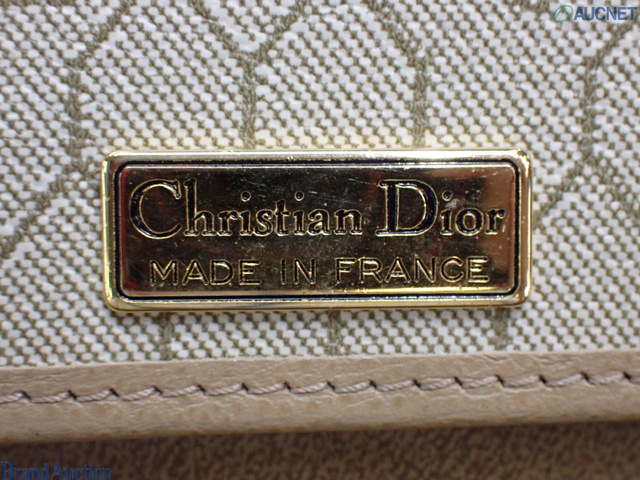 AUCNET
Christian Dior
MADE IN FRANCE
Brand Auction